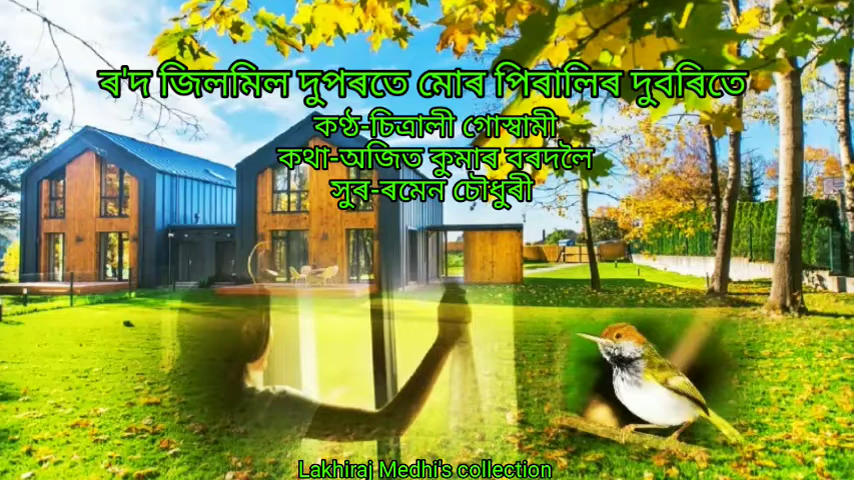 ৰ'দ জিলমিল দুপৰতে মোৰ পিৰালিৰ দুবৰিতে
কণ্ঠ-চিত্ৰালী গোস্বামী
কথা-অজিত কুমাৰ বৰদলৈ
সুৰ-ৰমেন চৌধুৰী
Lakhiraj Medhi's collection